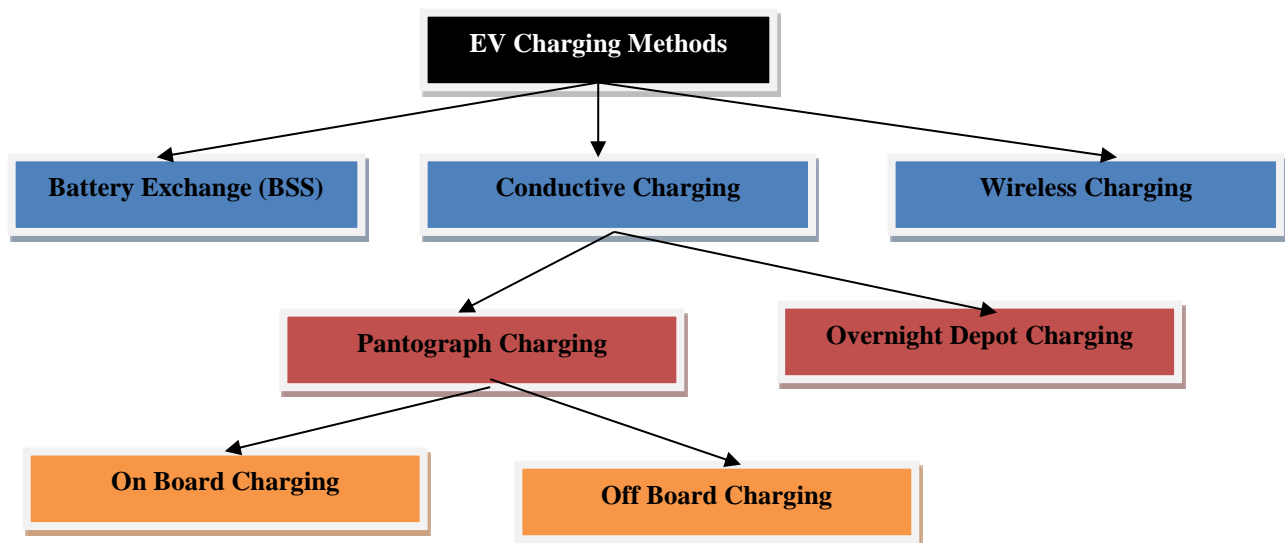 EV Charging Methods
Battery Exchange (BSS)
Conductive Charging
Wireless Charging
Pantograph Charging
Overnight Depot Charging
On Board Charging
Off Board Charging